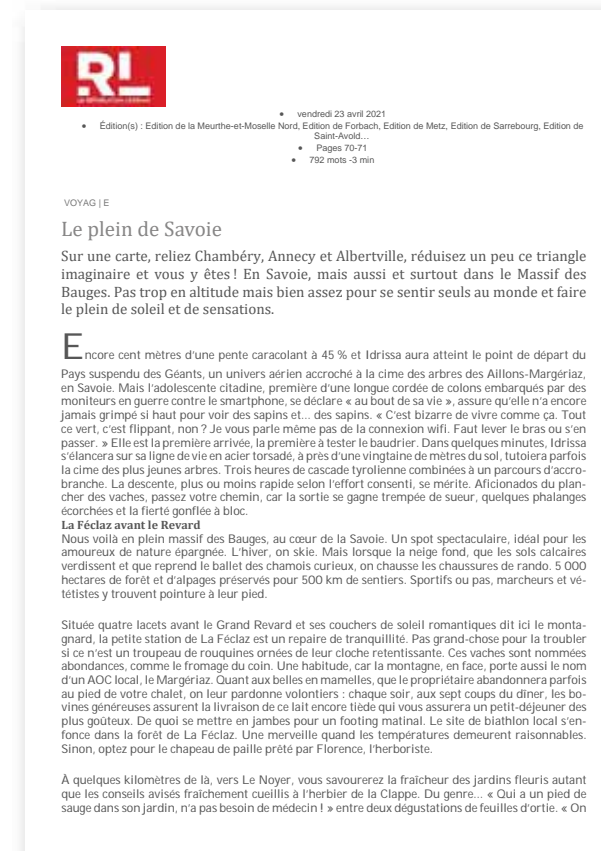 RL
vendredi 23 avril 2021
Édition(s) : Edition de la Meurthe-et-Moselle Nord, Edition de Forbach, Edition de Metz, Edition de Sarrebourg, Edition de
Saint-Avold…
Pages 70-71
792 mots -3 min
VOYAG | E
Le plein de Savoie
Sur une carte, reliez Chambéry, Annecy et Albertville, réduisez un peu ce triangle
imaginaire et vous y êtes ! En Savoie, mais aussi et surtout dans le Massif des
Bauges. Pas trop en altitude mais bien assez pour se sentir seuls au monde et faire
le plein de soleil et de sensations.
Encore cent mètres d'une pente caracolant à 45 % et Idrissa aura atteint le point de départ du
Pays suspendu des Géants, un univers aérien accroché à la cime des arbres des Aillons-Margériaz,
en Savoie. Mais l'adolescente citadine, première d'une longue cordée de colons embarqués par des
moniteurs en guerre contre le smartphone, se déclare « au bout de sa vie », assure qu'elle n'a encore
jamais grimpé si haut pour voir des sapins et... des sapins. « C'est bizarre de vivre comme ça. Tout
ce vert, c'est flippant, non ? Je vous parle même pas de la connexion wifi. Faut lever le bras ou s'en
passer. » Elle est la première arrivée, la première à tester le baudrier. Dans quelques minutes, Idrissa
s'élancera sur sa ligne de vie en acier torsadé, à près d'une vingtaine de mètres du sol, tutoiera parfois
la cime des plus jeunes arbres. Trois heures de cascade tyrolienne combinées à un parcours d'accro-
branche. La descente, plus ou moins rapide selon l'effort consenti, se mérite. Aficionados du plan-
cher des vaches, passez votre chemin, car la sortie se gagne trempée de sueur, quelques phalanges
écorchées et la fierté gonflée à bloc.
La Féclaz avant le Revard
Nous voilà en plein massif des Bauges, au cœur de la Savoie. Un spot spectaculaire, idéal pour les
amoureux de nature épargnée. L'hiver, on skie. Mais lorsque la neige fond, que les sols calcaires
verdissent et que reprend le ballet des chamois curieux, on chausse les chaussures de rando. 5 000
hectares de forêt et d'alpages préservés pour 500 km de sentiers. Sportifs ou pas, marcheurs et vé-
tétistes y trouvent pointure à leur pied.
Située quatre lacets avant le Grand Revard et ses couchers de soleil romantiques dit ici le monta-
gnard, la petite station de La Féclaz est un repaire de tranquillité. Pas grand-chose pour la troubler
si ce n'est un troupeau de rouquines ornées de leur cloche retentissante. Ces vaches sont nommées
abondances, comme le fromage du coin. Une habitude, car la montagne, en face, porte aussi le nom
d'un AOC local, le Margériaz. Quant aux belles en mamelles, que le propriétaire abandonnera parfois
au pied de votre chalet, on leur pardonne volontiers : chaque soir, aux sept coups du dîner, les bo-
vines généreuses assurent la livraison de ce lait encore tiède qui vous assurera un petit-déjeuner des
plus goûteux. De quoi se mettre en jambes pour un footing matinal. Le site de biathlon local s'en-
fonce dans la forêt de La Féclaz. Une merveille quand les températures demeurent raisonnables.
Sinon, optez pour le chapeau de paille prêté par Florence, l'herboriste.
À quelques kilomètres de là, vers Le Noyer, vous savourerez la fraîcheur des jardins fleuris autant
que les conseils avisés fraîchement cueillis à l'herbier de la Clappe. Du genre... « Qui a un pied de
sauge dans son jardin, n'a pas besoin de médecin ! » entre deux dégustations de feuilles d'ortie. « On